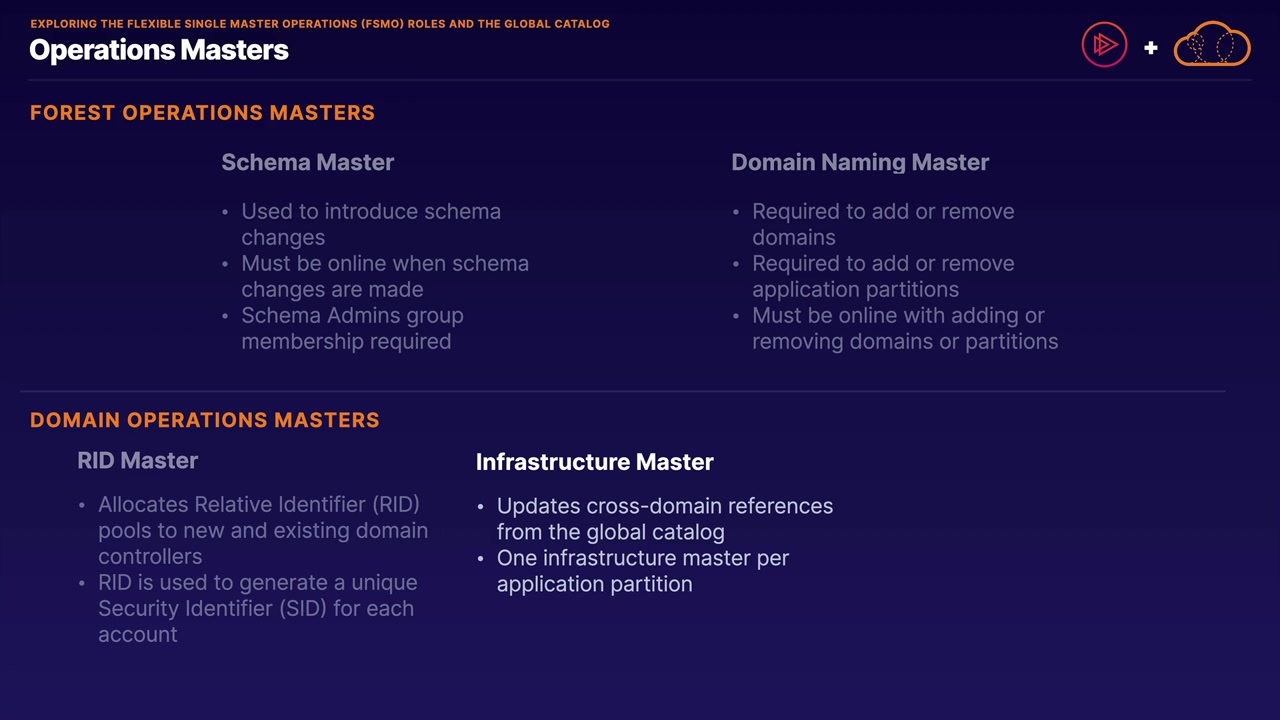 EXPLORING THE FLEXIBLE SINGLE MASTER OPERATIONS (FSMO) ROLES AND THE GLOBAL CATALOG
Operations Masters
+
FOREST OPERATIONS MASTERS
Schema Master
• Used to introduce schema
changes
• Must be online when schema
changes are made
• Schema Admins group
membership required
Domain Naming Master
• Required to add or remove
domains
• Required to add or remove
application partitions
• Must be online with adding or
removing domains or partitions
DOMAIN OPERATIONS MASTERS
RID Master
• Allocates Relative Identifier (RID)
pools to new and existing domain
controllers
• RID is used to generate a unique
Security Identifier (SID) for each
account
Infrastructure Master
• Updates cross-domain references
from the global catalog
• One infrastructure master per
application partition